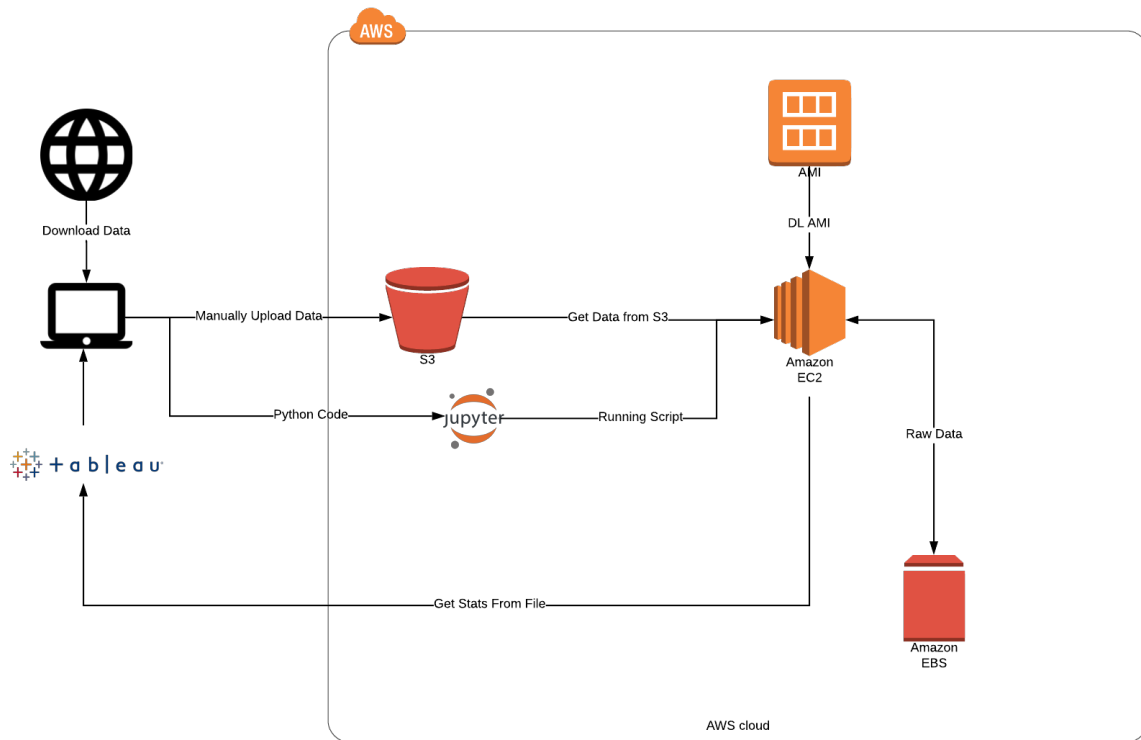 AWS
AMI
Download Data
DL AMI
Manually Upload Data
Get Data from S3
S3
Amazon
EC2
Python Code
jupyter
Running Script
Raw Data
+ableau
Get Stats From File
Amazon
EBS
AWS cloud